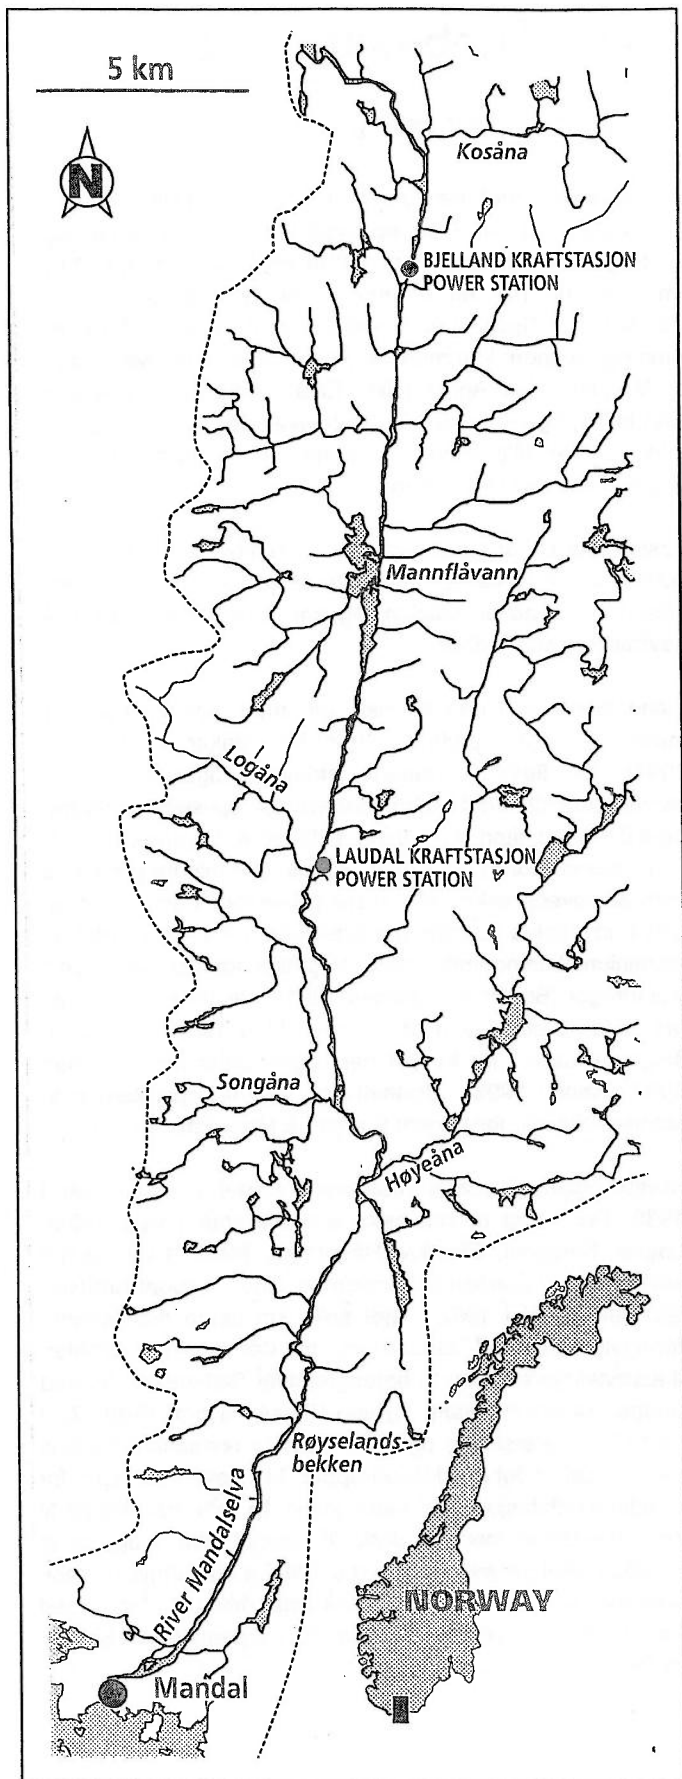 5 km
N
Kosåna
BJELLAND KRAFTSTASJON
POWER STATION
Mannflåvann
Logåna
LAUDAL KRAFTSTASJON
POWER STATION
Songåna
Høyeåna
Røyselands-
bekken
River Mandalselva
NORWAY
Mandal